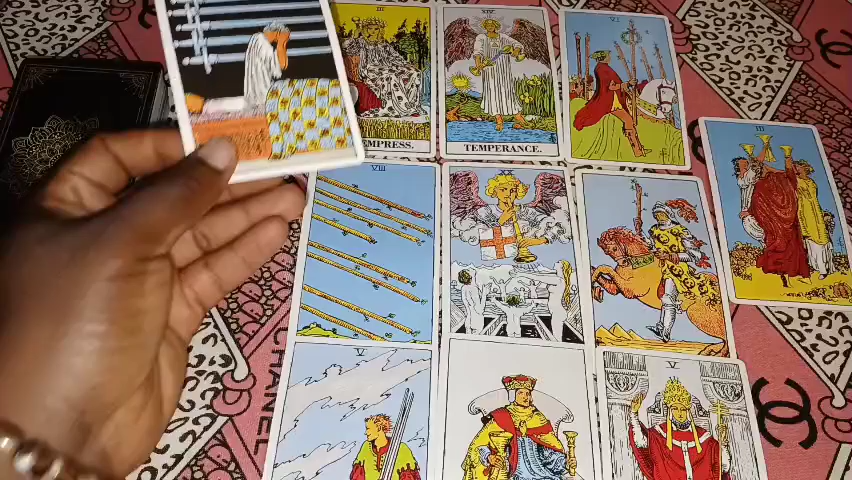 III
XIV
VI
EMPRESS.
TEMPERANCE.
III
VIII
V
V
CHANEL